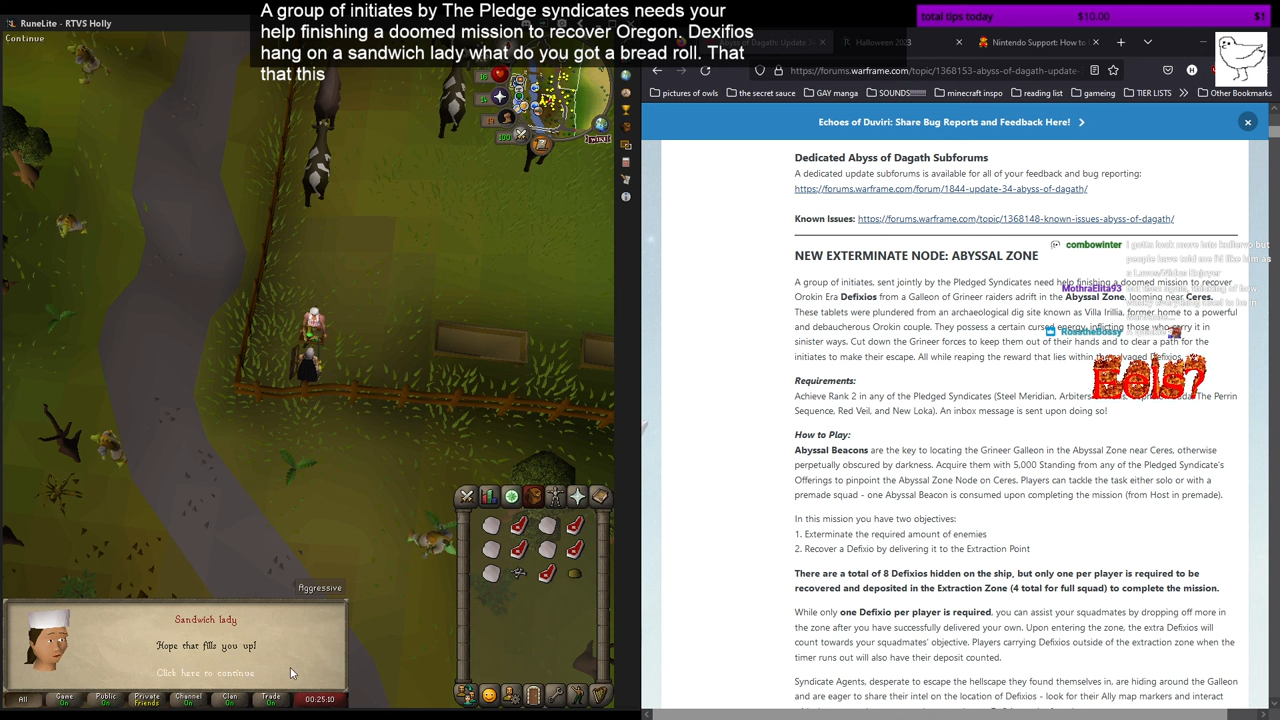 RuneLite - RTVS Holly
Continue
A group of initiates by The Pledge syndicates needs your
help finishing a doomed mission to recover Oregon. Dexifios
hang on a sandwich lady what do you got a bread roll. That
that this
total tips today $10.00 $1
of Dagath: Update 34
Halloween 2023
Nintendo Support: How to
https://forums.warframe.com/topic/1368153-abyss-of-dagath-update-
pictures of owls the secret sauce GAY manga minecraft inspo reading list gameing TIER LISTS Other Bookmarks
WIKI
Echoes of Duviri: Share Bug Reports and Feedback Here!
Dedicated Abyss of Dagath Subforums
A dedicated update subforums is available for all of your feedback and bug reporting:
https://forums.warframe.com/forum/1844-update-34-abyss-of-dagath/
Known Issues: https://forums.warframe.com/topic/1368148-known-issues-abyss-of-dagath/
combowinter
MothraElita93
RosstheBossy
NEW EXTERMINATE NODE: ABYSSAL ZONE
A group of initiates, sent jointly by the Pledged Syndicates need help finishing a doomed mission to recover
Orokin Era Defixios from a Galleon of Grineer raiders adrift in the Abyssal Zone, looming near Ceres.
These tablets were plundered from an archaeological dig site known as Villa Irillia, former home to a powerful
and debaucherous Orokin couple. They possess a certain cursed energy, inflicting those who carry it in
sinister ways. Cut down the Grineer forces to keep them out of their hands and to clear a path for the
initiates to make their escape. All while reaping the reward that lies within the salvaged Defixios.
Eels?
Requirements:
Achieve Rank 2 in any of the Pledged Syndicates (Steel Meridian, Arbiters The Perrin
Sequence, Red Veil, and New Loka). An inbox message is sent upon doing so!
How to Play:
Abyssal Beacons are the key to locating the Grineer Galleon in the Abyssal Zone near Ceres, otherwise
perpetually obscured by darkness. Acquire them with 5,000 Standing from any of the Pledged Syndicate's
Offerings to pinpoint the Abyssal Zone Node on Ceres. Players can tackle the task either solo or with a
premade squad - one Abyssal Beacon is consumed upon completing the mission (from Host in premade).
In this mission you have two objectives:
1. Exterminate the required amount of enemies
2. Recover a Defixio by delivering it to the Extraction Point
There are a total of 8 Defixios hidden on the ship, but only one per player is required to be
recovered and deposited in the Extraction Zone (4 total for full squad) to complete the mission.
While only one Defixio per player is required, you can assist your squadmates by dropping off more in
the zone after you have successfully delivered your own. Upon entering the zone, the extra Defixios will
count towards your squadmates' objective. Players carrying Defixios outside of the extraction zone when the
timer runs out will also have their deposit counted.
Syndicate Agents, desperate to escape the hellscape they found themselves in, are hiding around the Galleon
and are eager to share their intel on the location of Defixios - look for their Ally map markers and interact
Aggressive
Sandwich lady
Hope that fills you up!
Click here to continue
All Game On Public On Private Friends Channel On Clan On Trade On 00:25:10